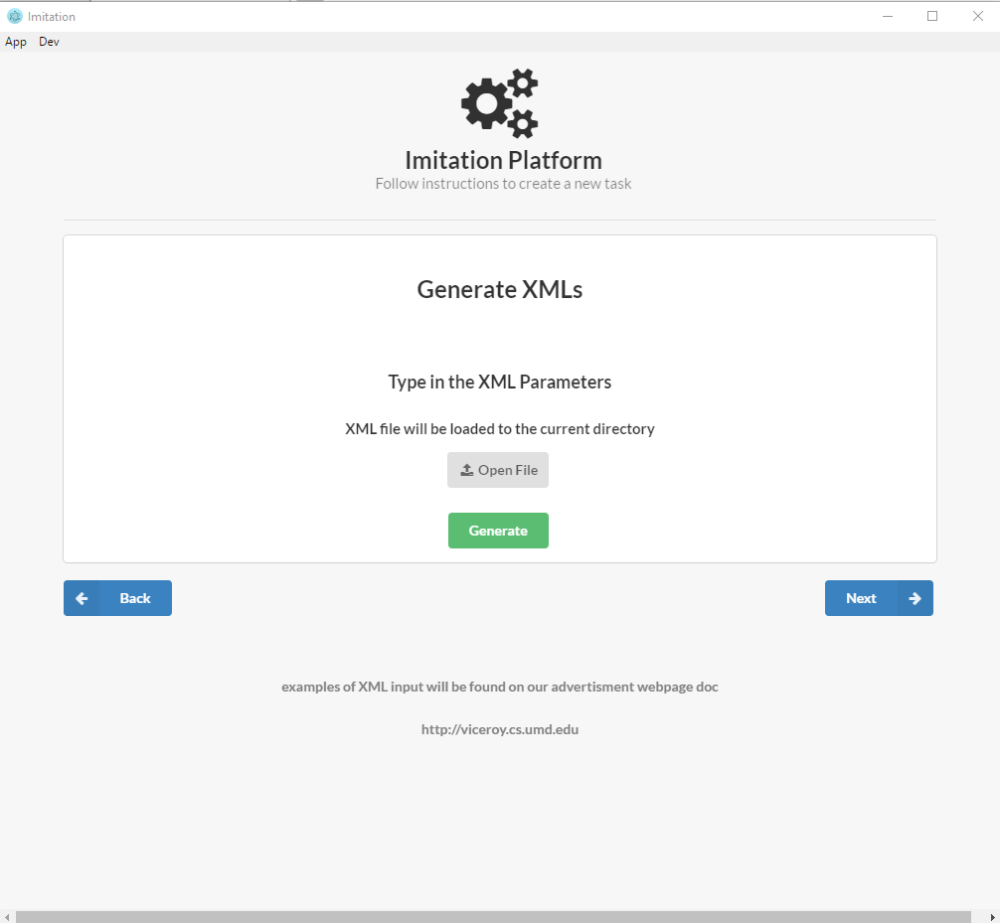 Imitation
App Dev
Imitation Platform
Follow instructions to create a new task
Generate XMLs
Type in the XML Parameters
XML file will be loaded to the current directory
Open File
Generate
Back Next
examples of XML input will be found on our advertisment webpage doc
http://viceroy.cs.umd.edu